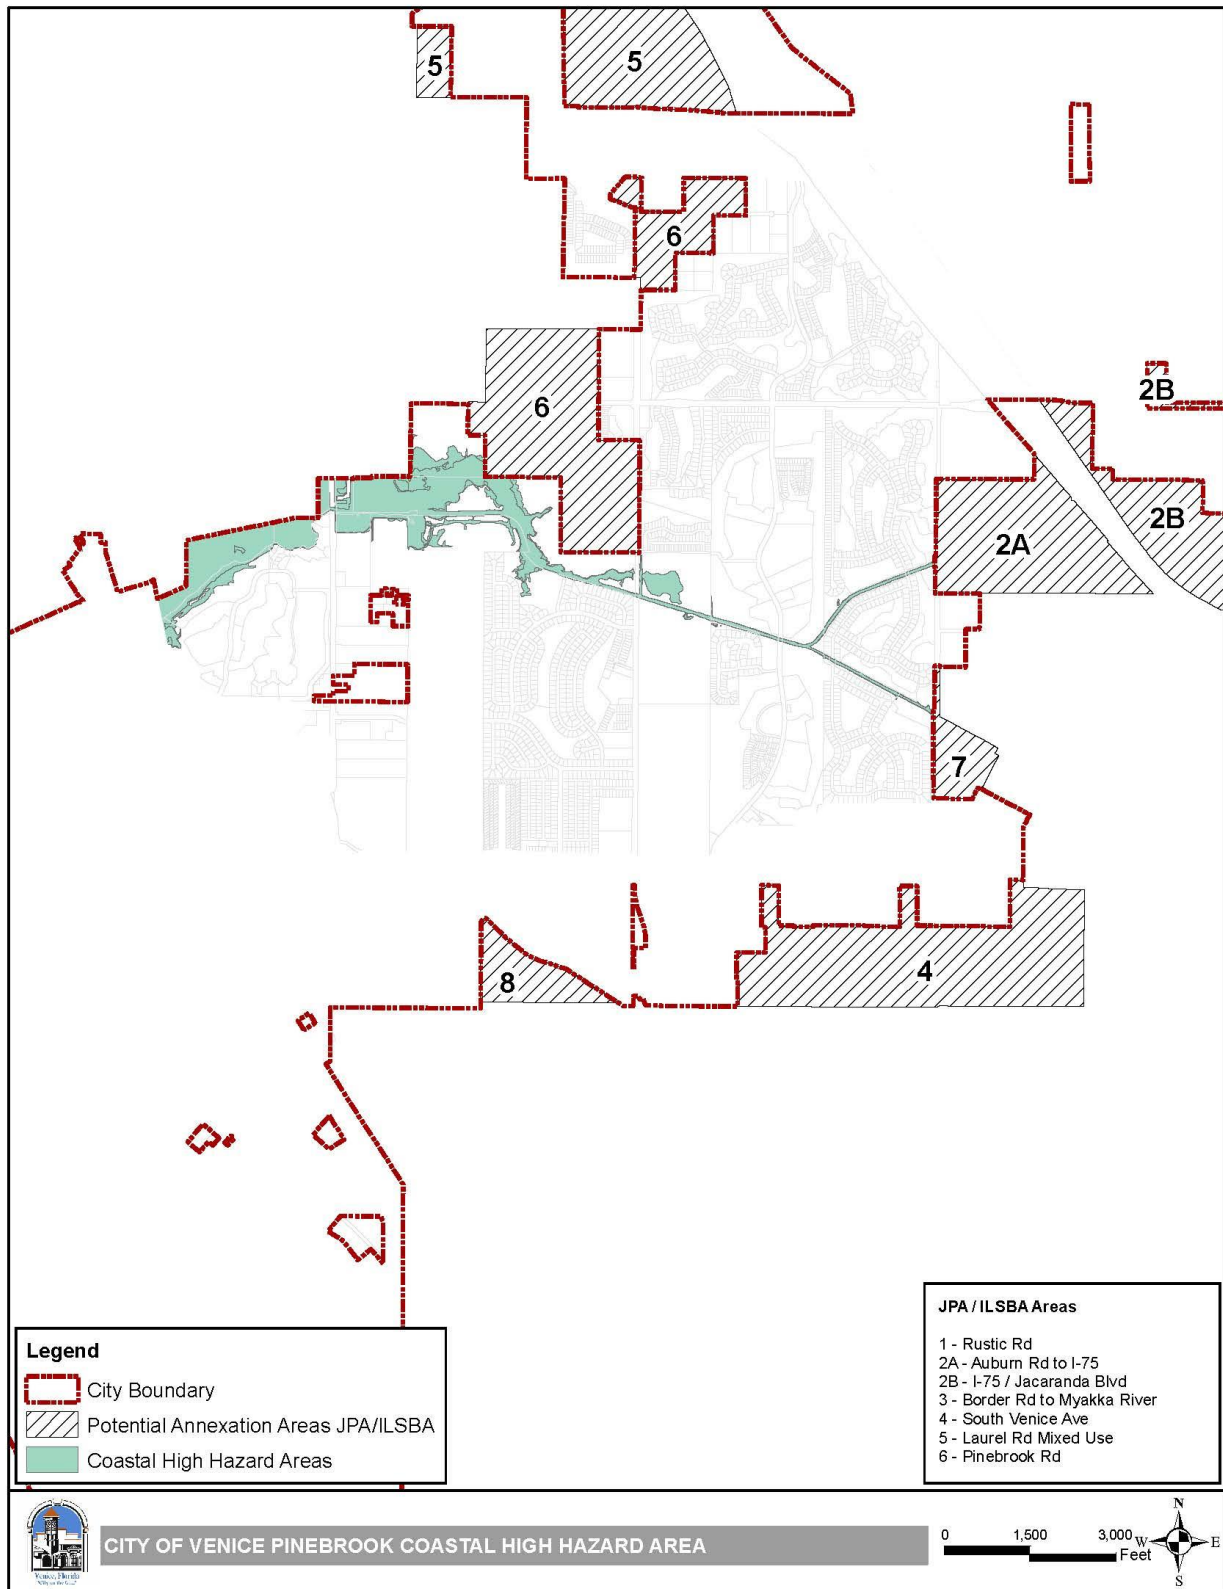 5
5
6
6
2B
2B
2A
7
4
8
JPA / ILSBA Areas
1 - Rustic Rd
2A - Auburn Rd to I-75
2B - I-75 / Jacaranda Blvd
3 - Border Rd to Myakka River
4 - South Venice Ave
5 - Laurel Rd Mixed Use
6 - Pinebrook Rd
Legend
City Boundary
Potential Annexation Areas JPA/ILSBA
Coastal High Hazard Areas
Venice, Florida
CITY OF VENICE PINEBROOK COASTAL HIGH HAZARD AREA
0 1,500 3,000
Feet
N
W E
S